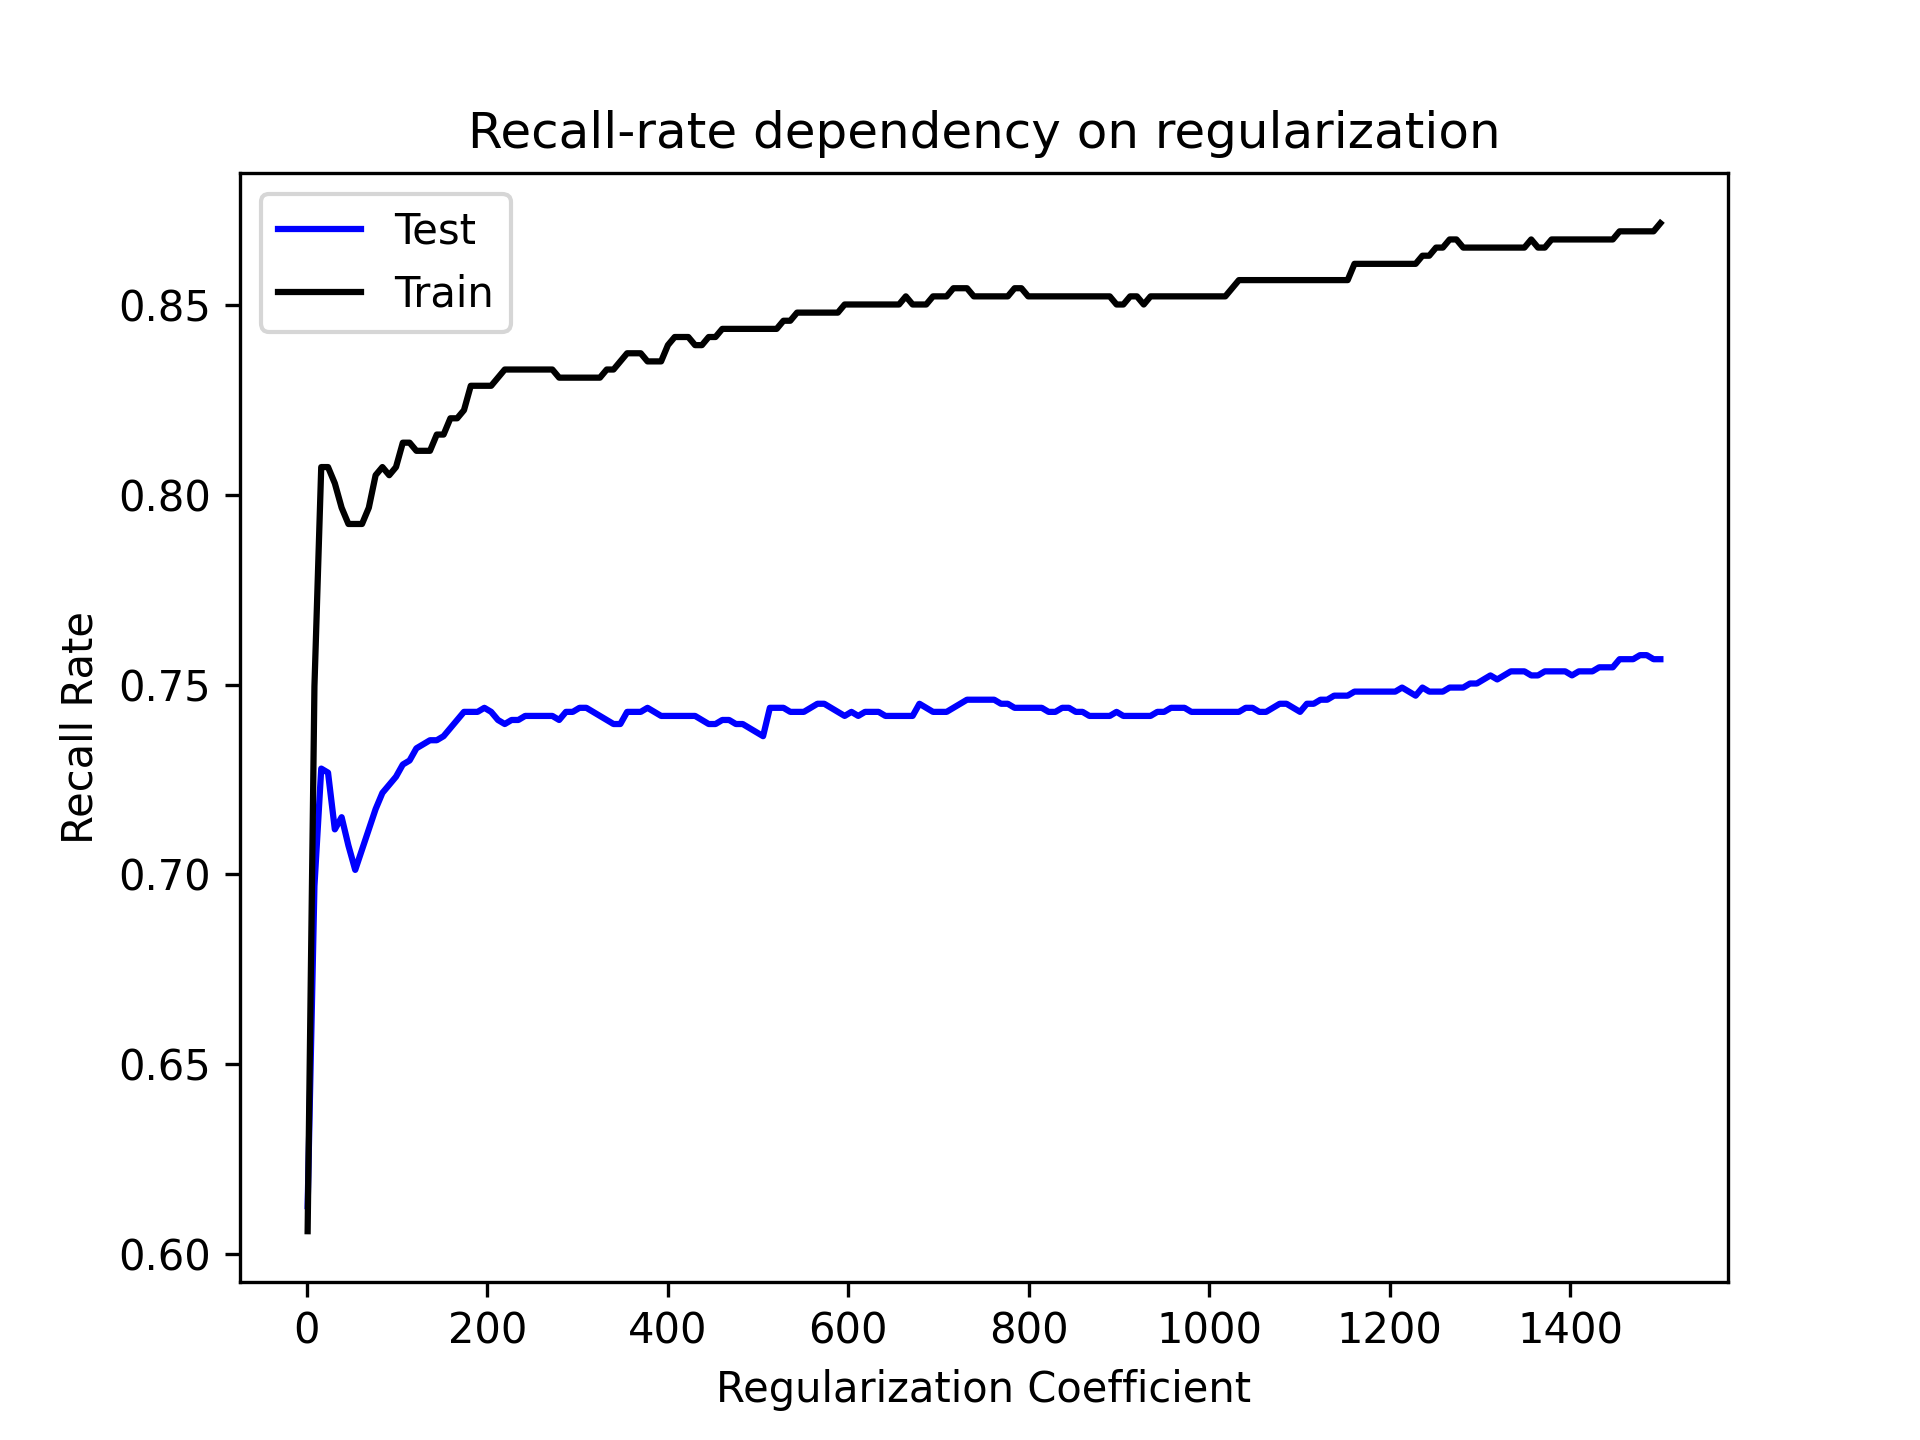 Recall-rate dependency on regularization
Test
Train
0.85
0.80
0.75
0.70
0.65
0.60
Recall Rate
0 200 400 600 800 1000 1200 1400
Regularization Coefficient